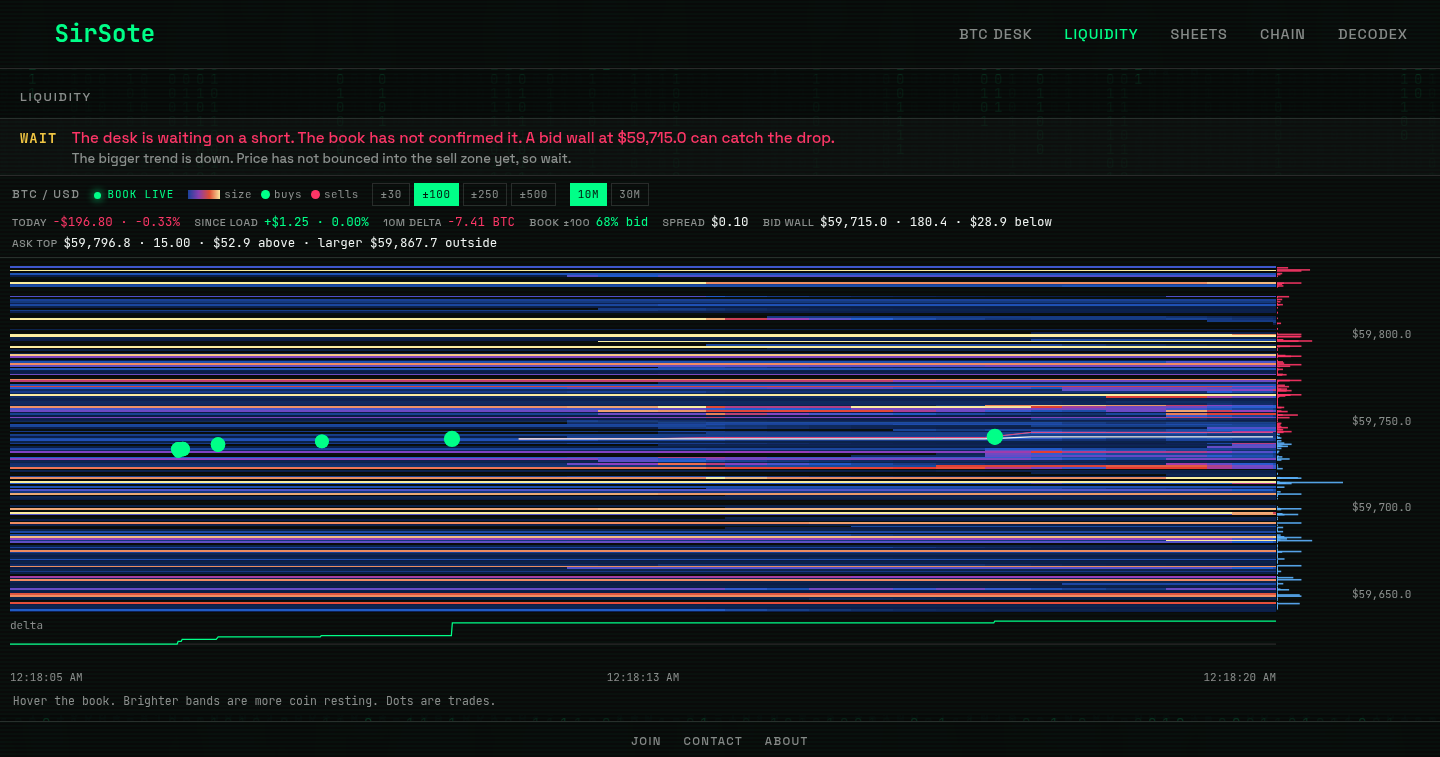 SirSote
BTC DESK LIQUIDITY SHEETS CHAIN DECODEX
LIQUIDITY
WAIT The desk is waiting on a short. The book has not confirmed it. A bid wall at $59,715.0 can catch the drop.
The bigger trend is down. Price has not bounced into the sell zone yet, so wait.
BTC / USD BOOK LIVE size buys sells ±30 ±100 ±250 ±500 10M 30M
TODAY -$196.80 · -0.33% SINCE LOAD +$1.25 · 0.00% 10M DELTA -7.41 BTC BOOK ±100 68% bid SPREAD $0.10 BID WALL $59,715.0 · 180.4 · $28.9 below
ASK TOP $59,796.8 · 15.00 · $52.9 above · larger $59,867.7 outside
$59,800.0
$59,750.0
$59,700.0
$59,650.0
delta
12:18:05 AM 12:18:13 AM 12:18:20 AM
Hover the book. Brighter bands are more coin resting. Dots are trades.
JOIN CONTACT ABOUT